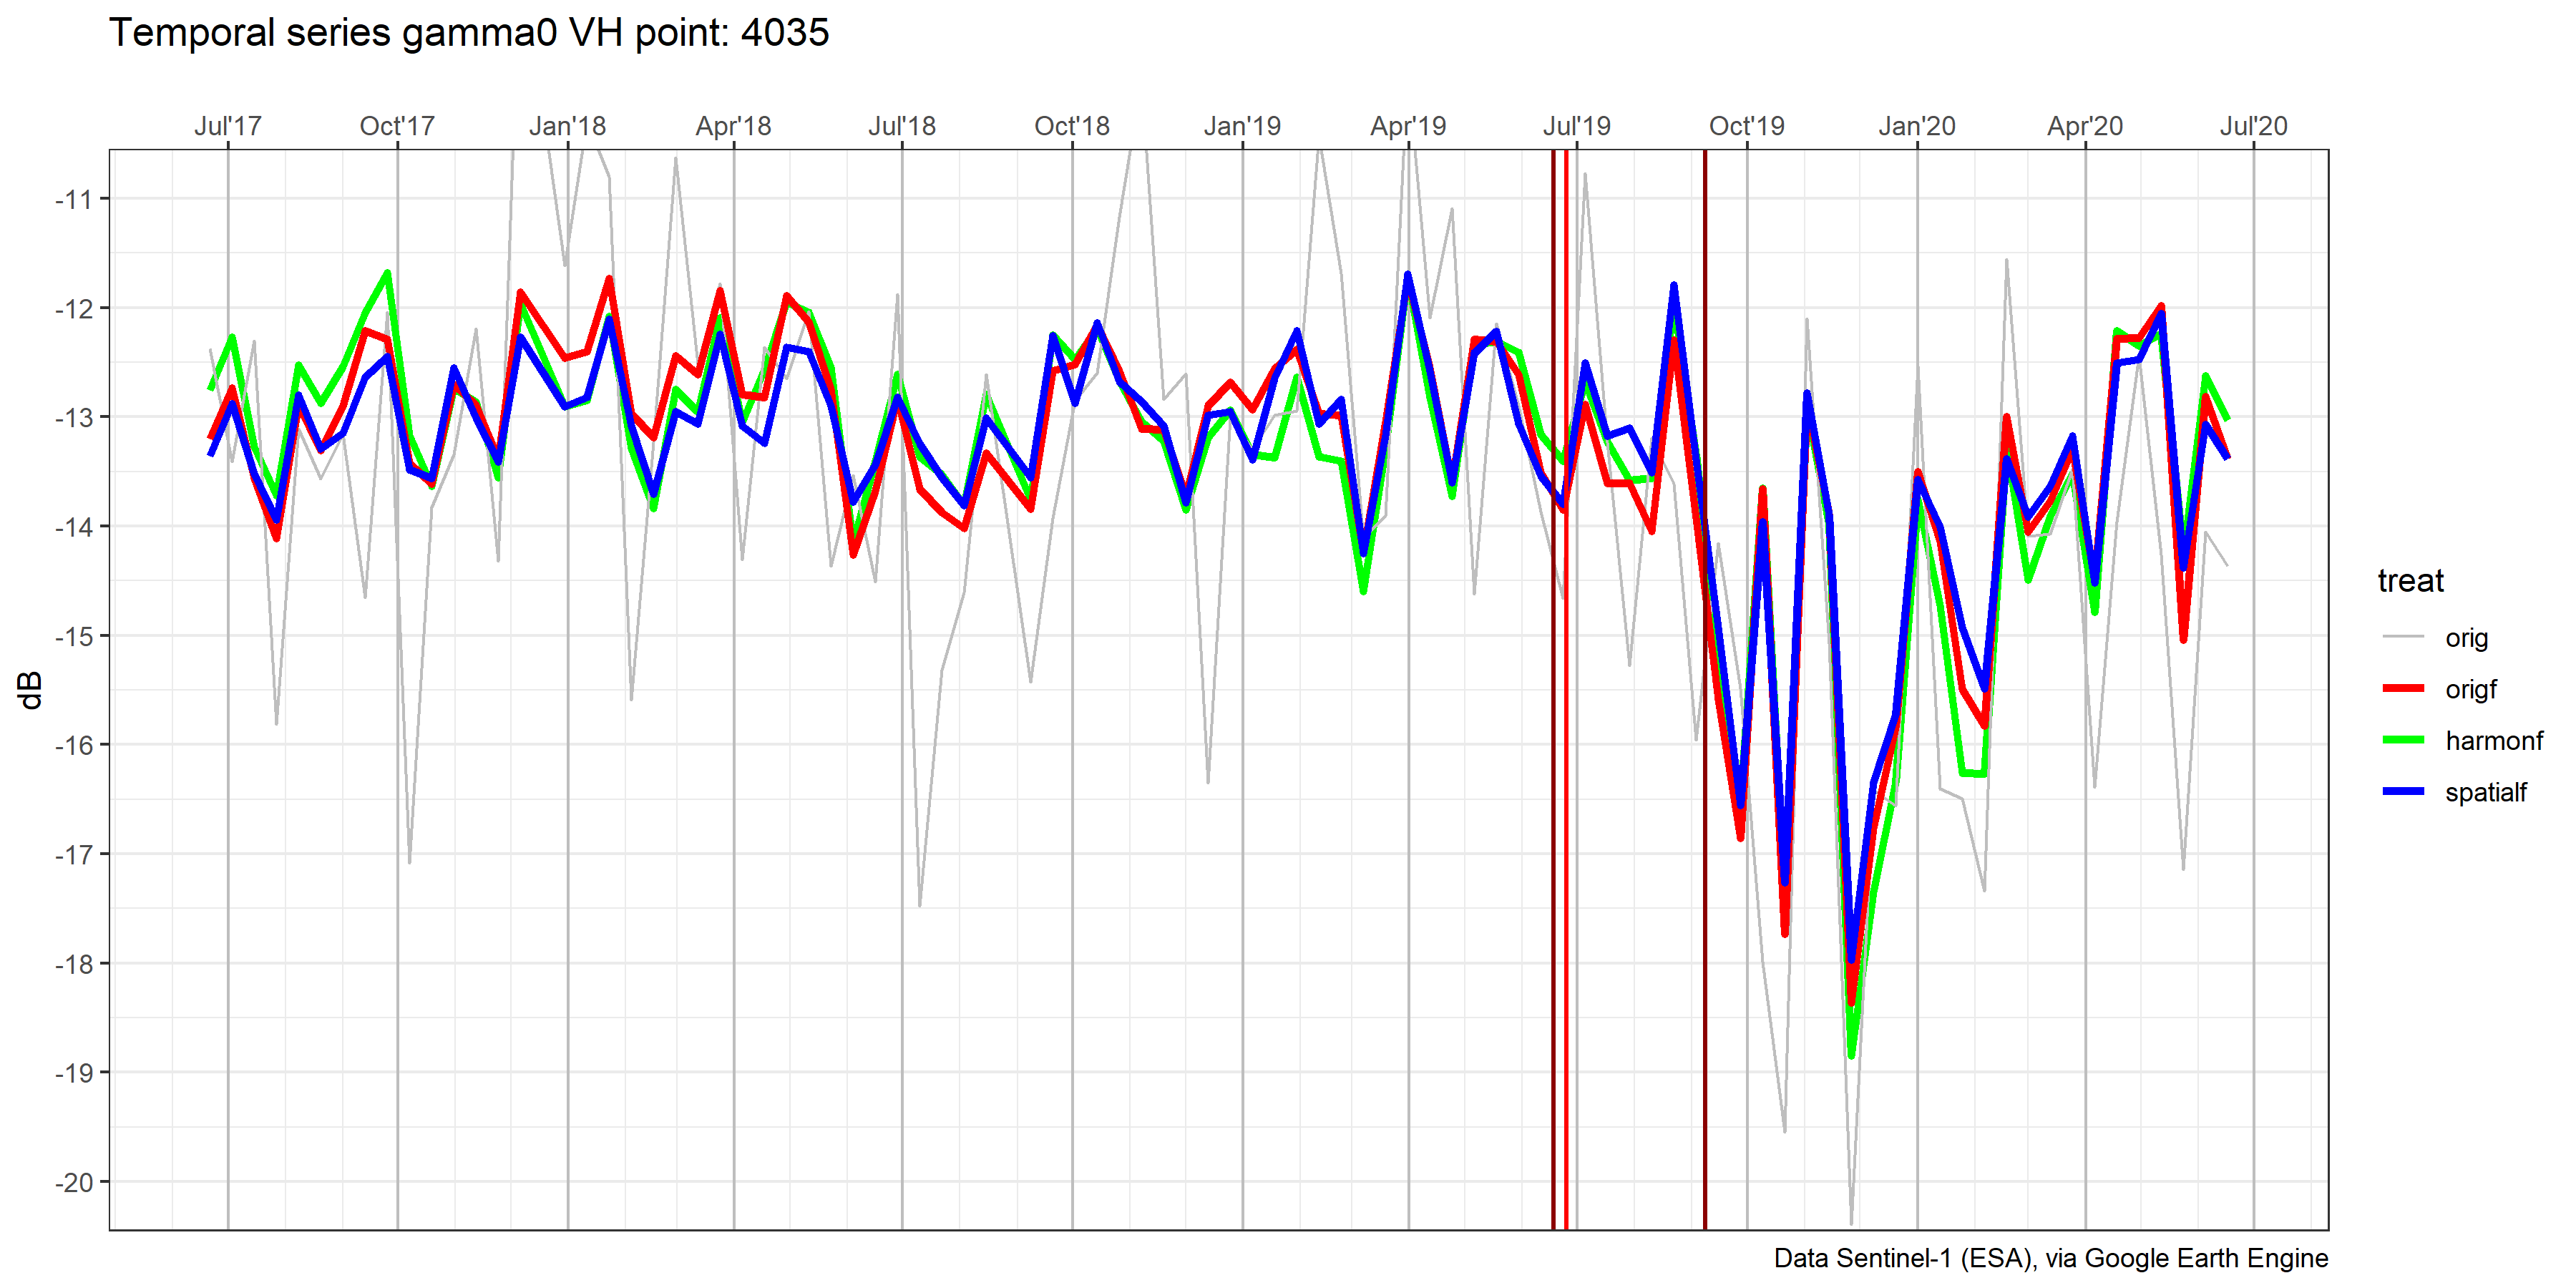 Temporal series gamma0 VH point: 4035
Jul'17 Oct'17 Jan'18 Apr'18 Jul'18 Oct'18 Jan'19 Apr'19 Jul'19 Oct'19 Jan'20 Apr'20 Jul'20
-11
-12
-13
-14
-15
-16
-17
-18
-19
-20
dB
treat
orig
origf
harmonf
spatialf
Data Sentinel-1 (ESA), via Google Earth Engine